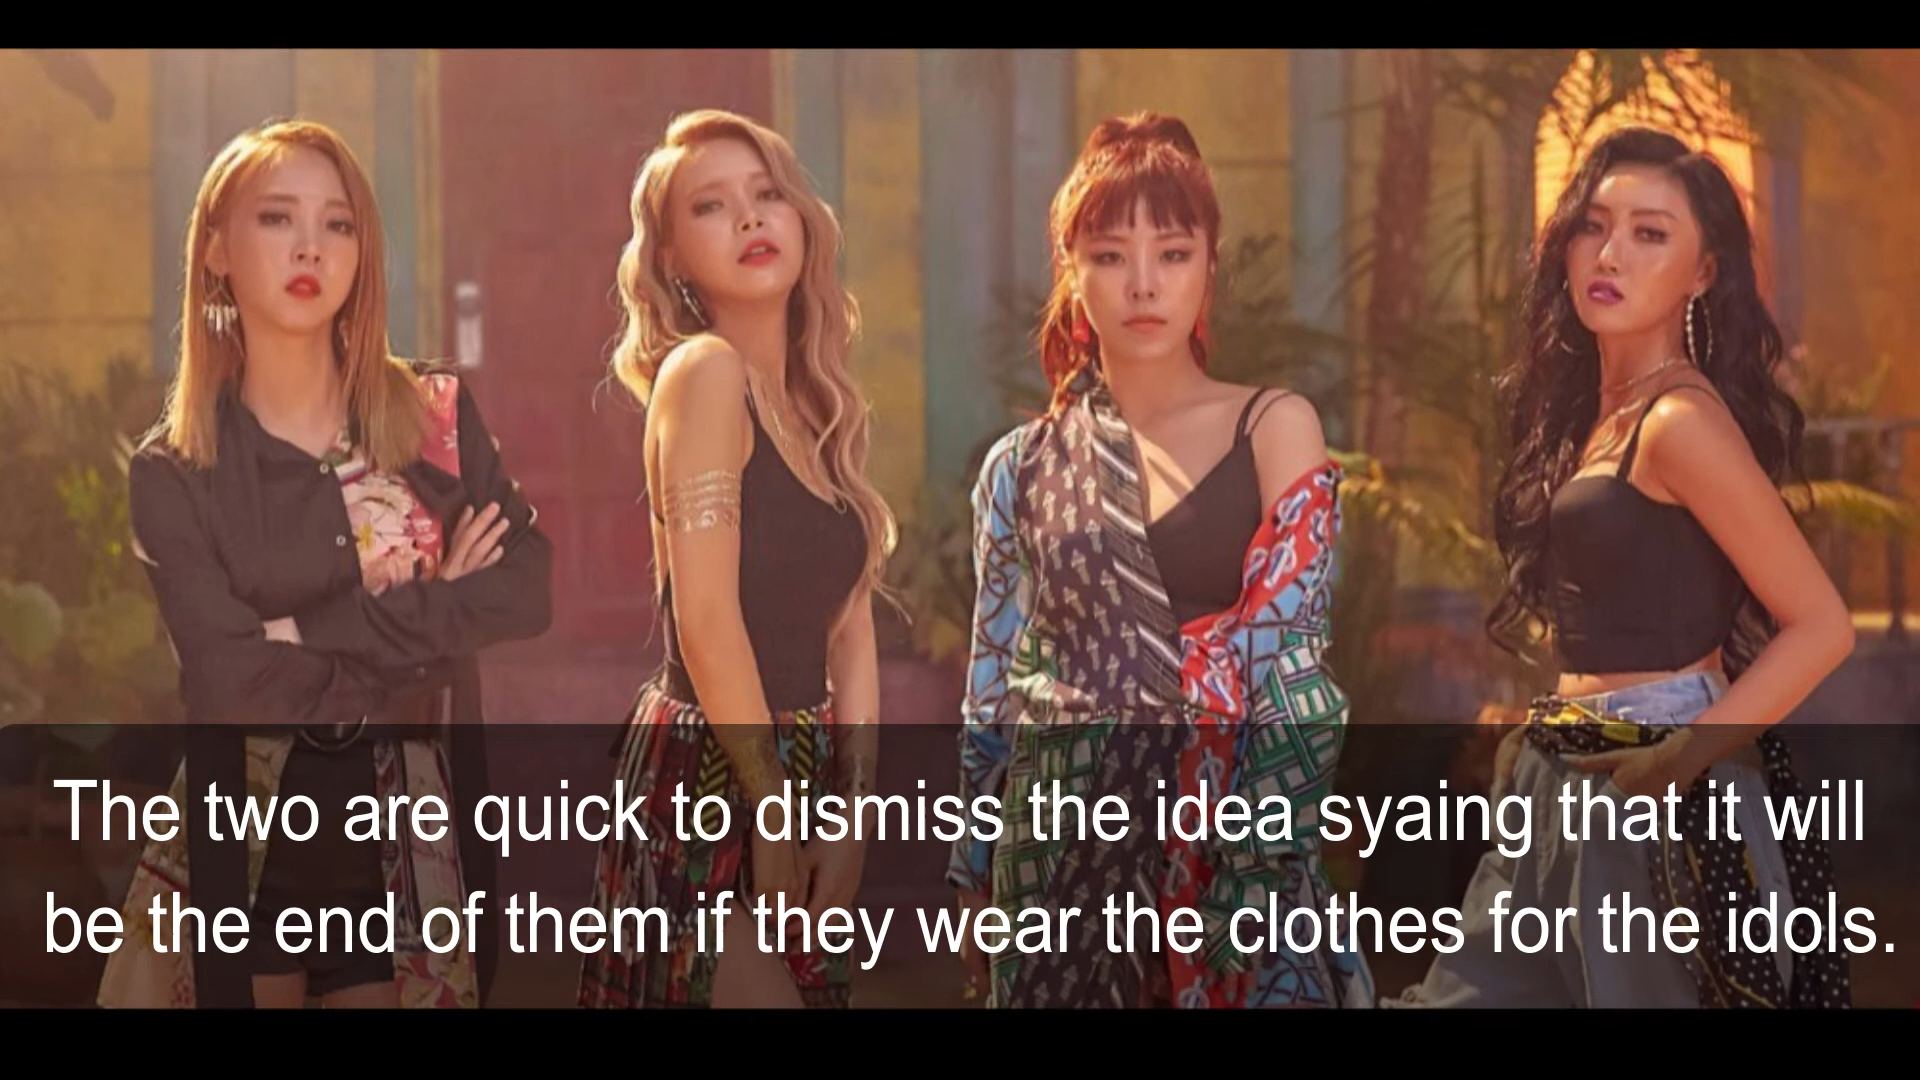 The two are quick to dismiss the idea syaing that it will
be the end of them if they wear the clothes for the idols.